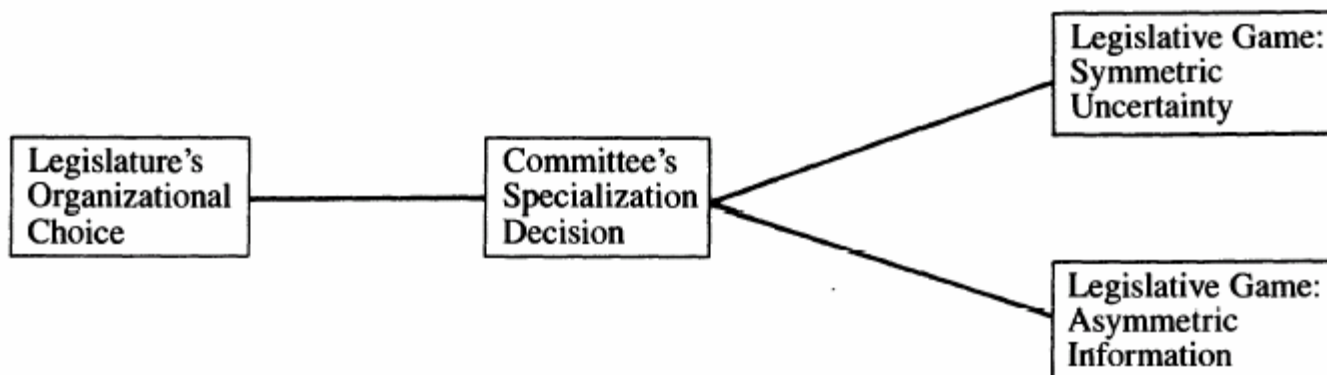 Legislature's
Organizational
Choice
Committee's
Specialization
Decision
Legislative Game:
Symmetric
Uncertainty
Legislative Game:
Asymmetric
Information